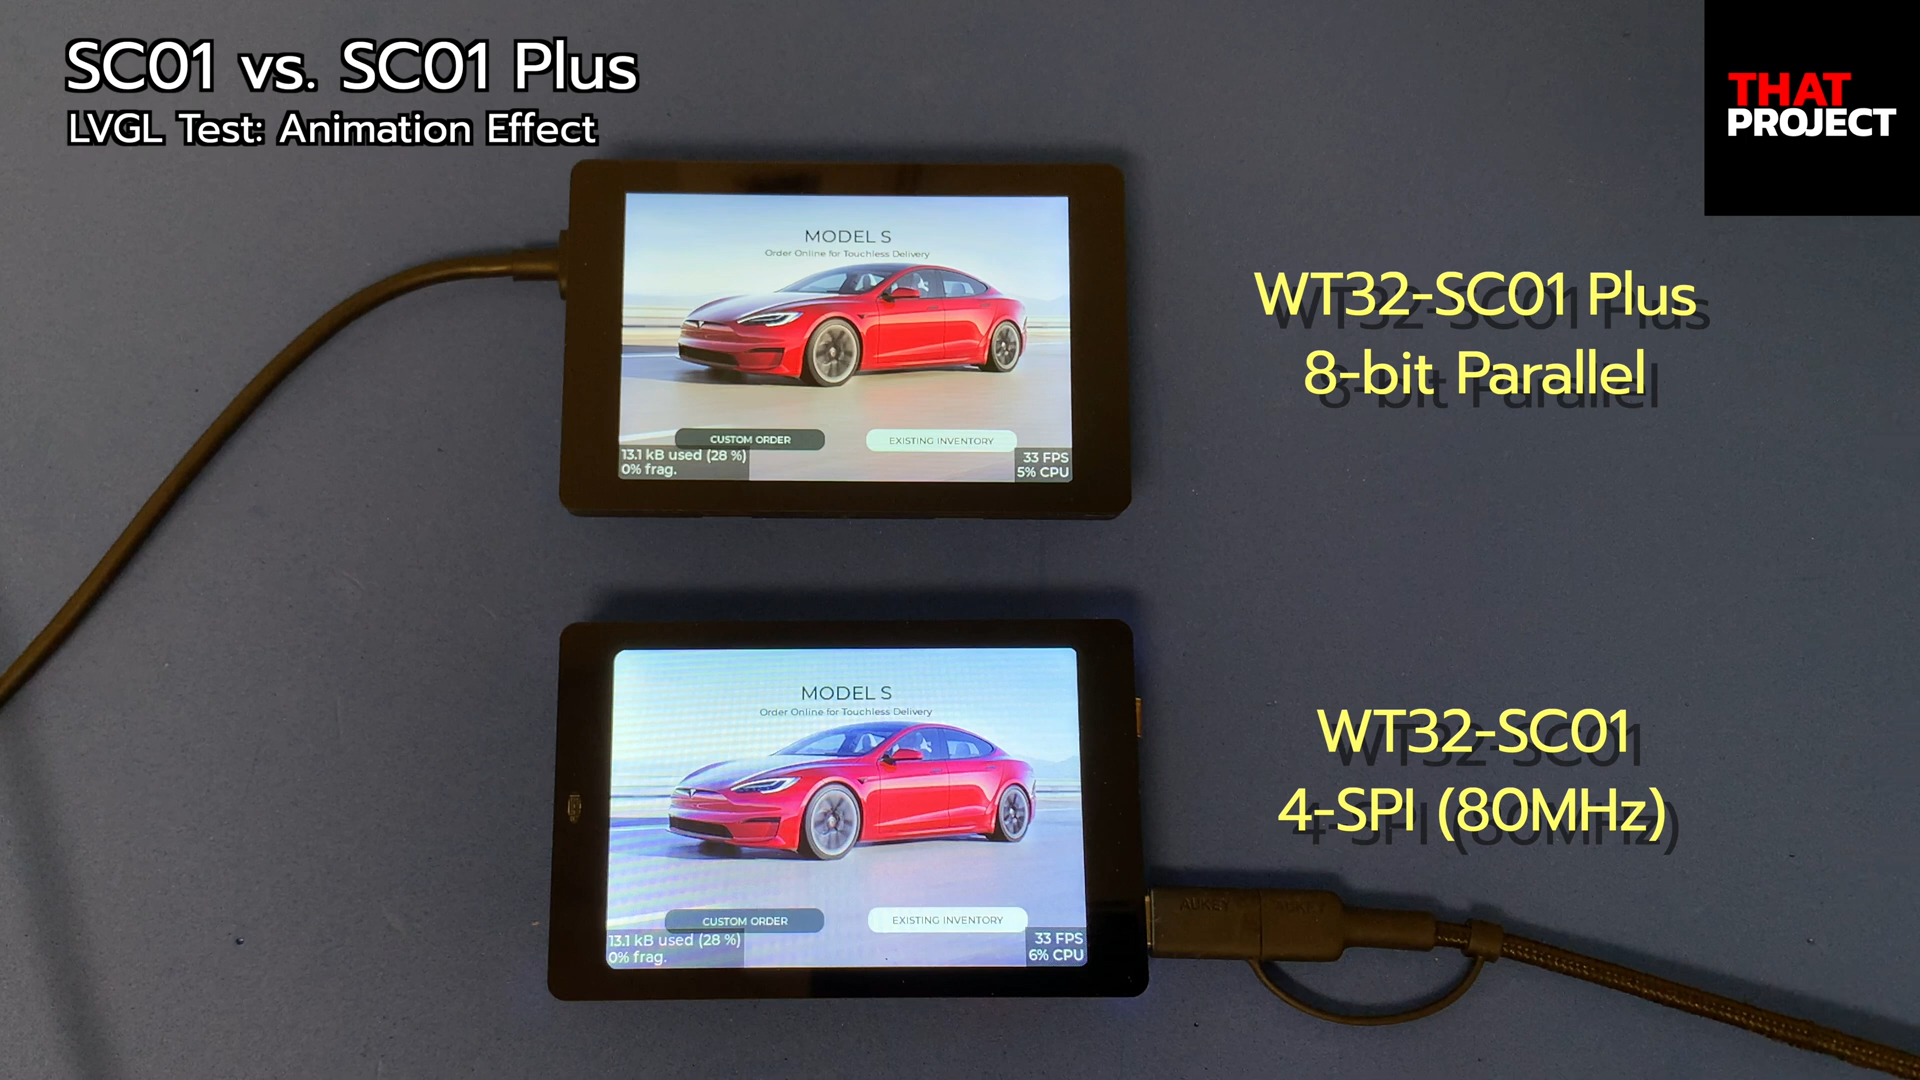 SC01 vs. SC01 Plus
LVGL Test: Animation Effect
THAT
PROJECT
MODEL S
Order Online for Touchless Delivery
CUSTOM ORDER
EXISTING INVENTORY
13.1 kB used (28 %)
0% frag.
33 FPS
5% CPU
WT32-SC01 Plus
8-bit Parallel
MODEL S
Order Online for Touchless Delivery
CUSTOM ORDER
EXISTING INVENTORY
13.1 kB used (28 %)
0% frag.
33 FPS
6% CPU
WT32-SC01
4-SPI (80MHz)
AUKEY
AUKEY